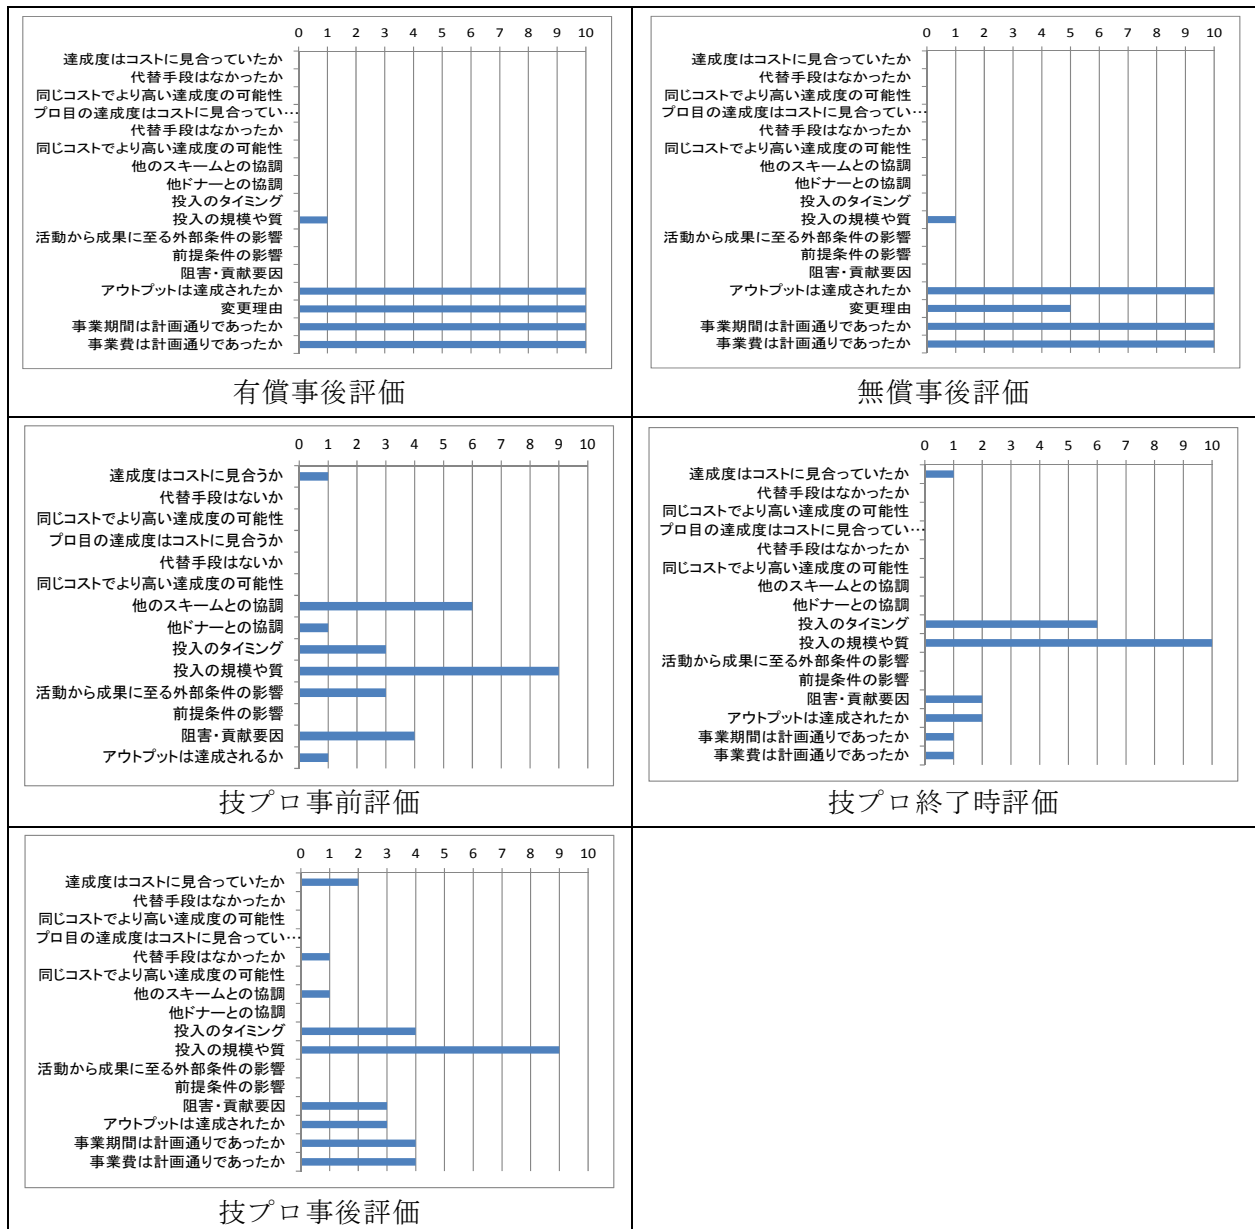 0 1 2 3 4 5 6 7 8 9 10
達成度はコストに見合っていたか
代替手段はなかったか
同じコストでより高い達成度の可能性
プロ目の達成度はコストに見合ってい…
代替手段はなかったか
同じコストでより高い達成度の可能性
他のスキームとの協調
他ドナーとの協調
投入のタイミング
投入の規模や質
活動から成果に至る外部条件の影響
前提条件の影響
阻害・貢献要因
アウトプットは達成されたか
変更理由
事業期間は計画通りであったか
事業費は計画通りであったか
有償事後評価
0 1 2 3 4 5 6 7 8 9 10
達成度はコストに見合っていたか
代替手段はなかったか
同じコストでより高い達成度の可能性
プロ目の達成度はコストに見合ってい…
代替手段はなかったか
同じコストでより高い達成度の可能性
他のスキームとの協調
他ドナーとの協調
投入のタイミング
投入の規模や質
活動から成果に至る外部条件の影響
前提条件の影響
阻害・貢献要因
アウトプットは達成されたか
変更理由
事業期間は計画通りであったか
事業費は計画通りであったか
無償事後評価
0 1 2 3 4 5 6 7 8 9 10
達成度はコストに見合うか
代替手段はないか
同じコストでより高い達成度の可能性
プロ目の達成度はコストに見合うか
代替手段はないか
同じコストでより高い達成度の可能性
他のスキームとの協調
他ドナーとの協調
投入のタイミング
投入の規模や質
活動から成果に至る外部条件の影響
前提条件の影響
阻害・貢献要因
アウトプットは達成されるか
技プロ事前評価
0 1 2 3 4 5 6 7 8 9 10
達成度はコストに見合っていたか
代替手段はなかったか
同じコストでより高い達成度の可能性
プロ目の達成度はコストに見合ってい…
代替手段はなかったか
同じコストでより高い達成度の可能性
他のスキームとの協調
他ドナーとの協調
投入のタイミング
投入の規模や質
活動から成果に至る外部条件の影響
前提条件の影響
阻害・貢献要因
アウトプットは達成されたか
事業期間は計画通りであったか
事業費は計画通りであったか
技プロ終了時評価
0 1 2 3 4 5 6 7 8 9 10
達成度はコストに見合っていたか
代替手段はなかったか
同じコストでより高い達成度の可能性
プロ目の達成度はコストに見合ってい…
代替手段はなかったか
同じコストでより高い達成度の可能性
他のスキームとの協調
他ドナーとの協調
投入のタイミング
投入の規模や質
活動から成果に至る外部条件の影響
前提条件の影響
阻害・貢献要因
アウトプットは達成されたか
事業期間は計画通りであったか
事業費は計画通りであったか
技プロ事後評価